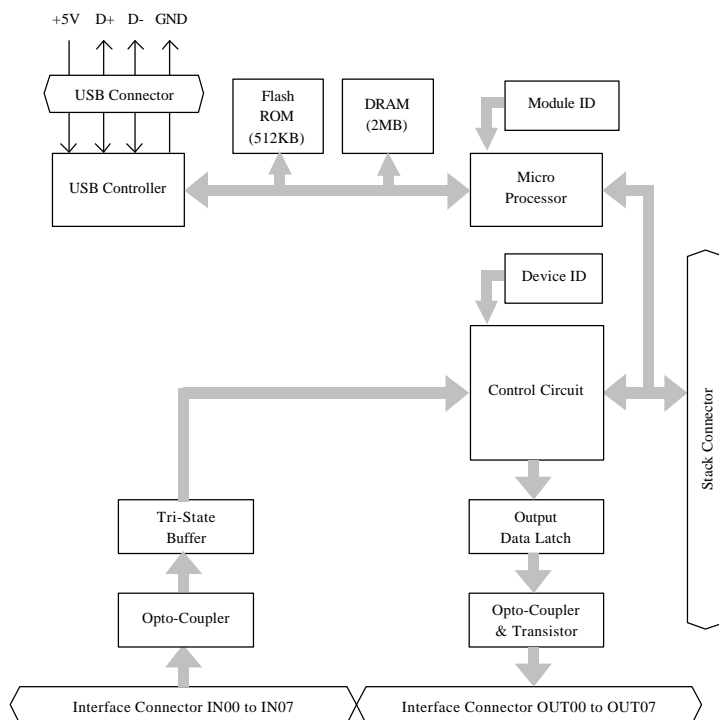 +5V D+ D- GND
USB Connector
Flash
ROM
(512KB)
DRAM
(2MB)
Module ID
USB Controller
Micro
Processor
Device ID
Control Circuit
Stack Connector
Tri-State
Buffer
Output
Data Latch
Opto-Coupler
Opto-Coupler
& Transistor
Interface Connector IN00 to IN07
Interface Connector OUT00 to OUT07